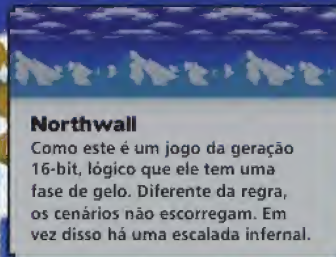 Northwall
Como este é um jogo da geração
16-bit, lógico que ele tem uma
fase de gelo. Diferente da regra,
os cenários não escorregam. Em
vez disso há uma escalada infernal.